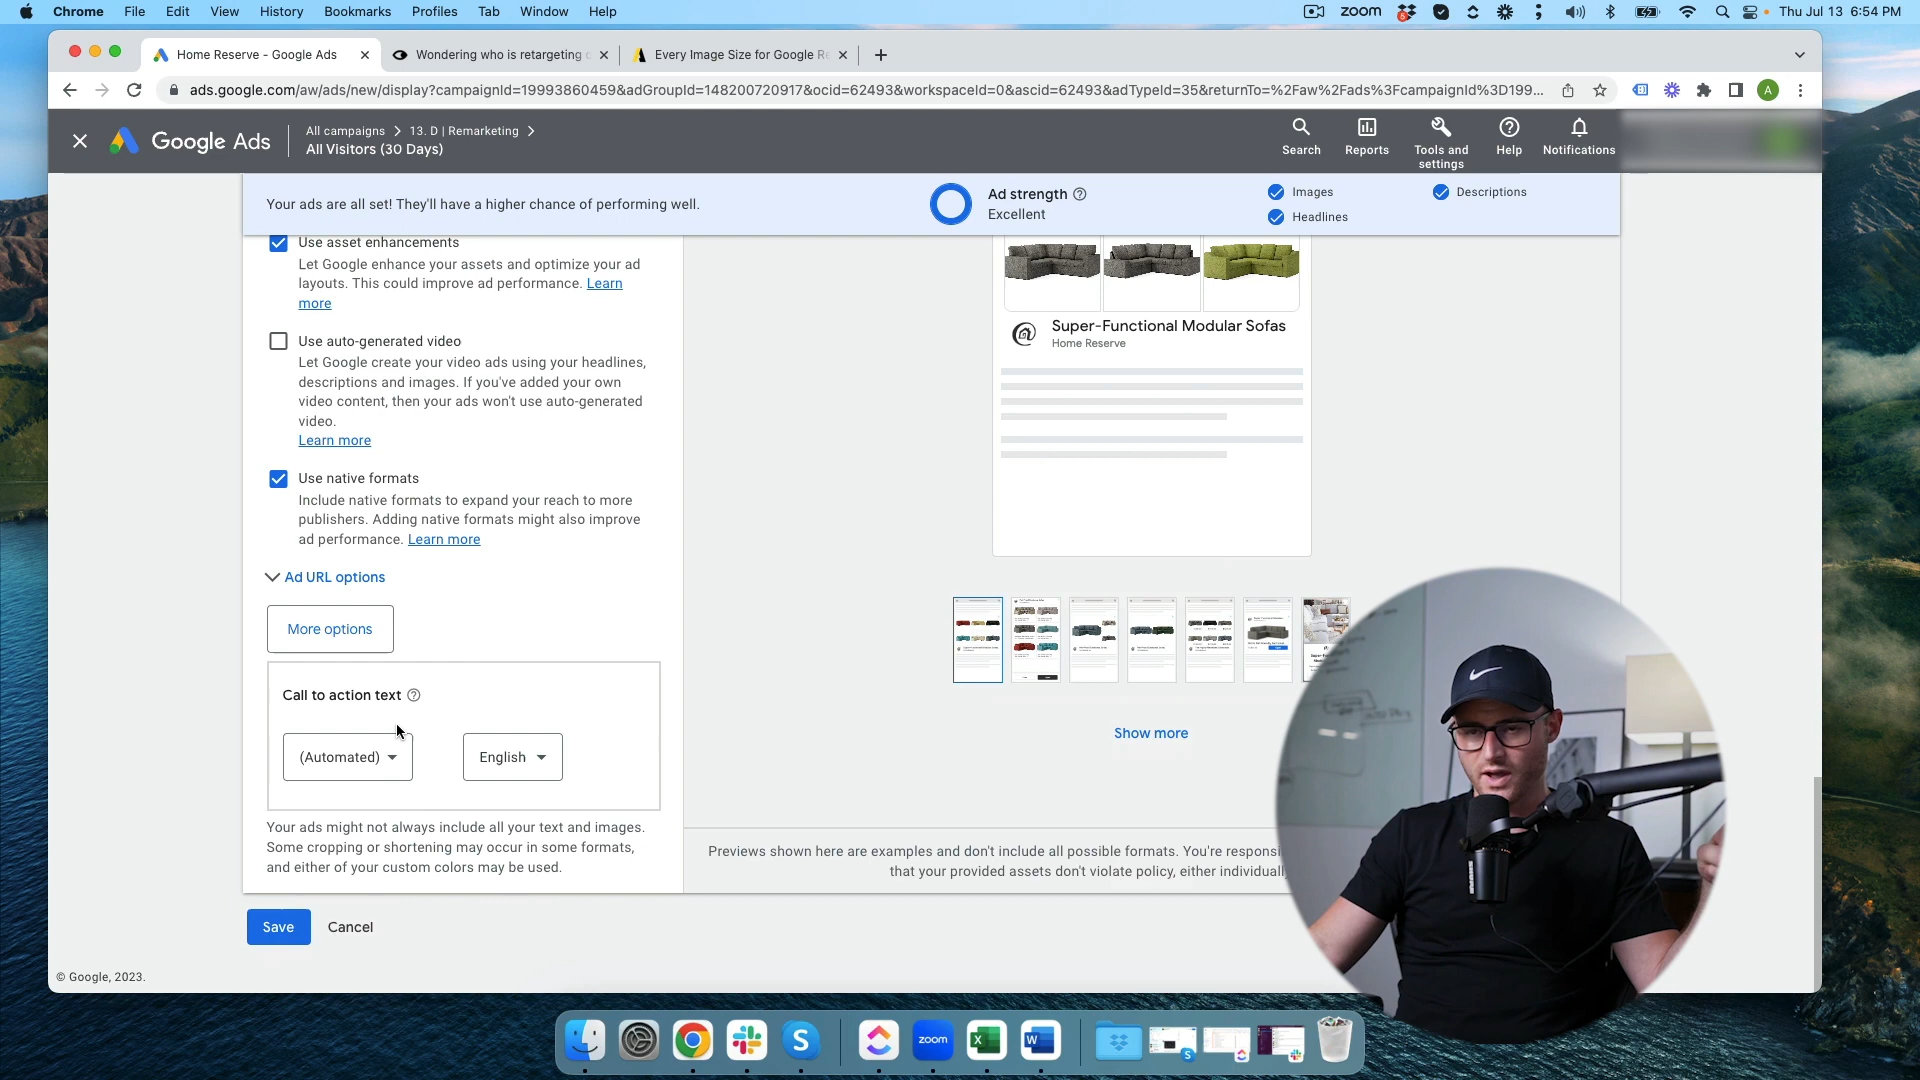 Chrome File Edit View History Bookmarks Profiles Tab Window Help
zoom
5
Thu Jul 13 6:54 PM
Home Reserve - Google Ads
Wondering who is retargeting
Every Image Size for Google Re
ads.google.com/aw/ads/new/display?campaignId=19993860459&adGroupId=148200720917&ocid=62493&workspaceId=0&ascid=62493&adTypeId=35&returnTo=%2Faw%2Fads%3FcampaignId%3D199...
A
Google Ads
All campaigns > 13. D | Remarketing >
All Visitors (30 Days)
Search
Reports
Tools and
settings
Help
Notifications
Your ads are all set! They'll have a higher chance of performing well.
Ad strength
Excellent
Images
Headlines
Descriptions
Use asset enhancements
Let Google enhance your assets and optimize your ad
layouts. This could improve ad performance. Learn
more
Use auto-generated video
Let Google create your video ads using your headlines,
descriptions and images. If you've added your own
video content, then your ads won't use auto-generated
video.
Learn more
Use native formats
Include native formats to expand your reach to more
publishers. Adding native formats might also improve
ad performance. Learn more
Ad URL options
More options
Call to action text
(Automated)
English
Your ads might not always include all your text and images.
Some cropping or shortening may occur in some formats,
and either of your custom colors may be used.
Super-Functional Modular Sofas
Home Reserve
Show more
Previews shown here are examples and don't include all possible formats. You're
that your provided assets don't violate policy, either
Save
Cancel
© Google, 2023.
zoom